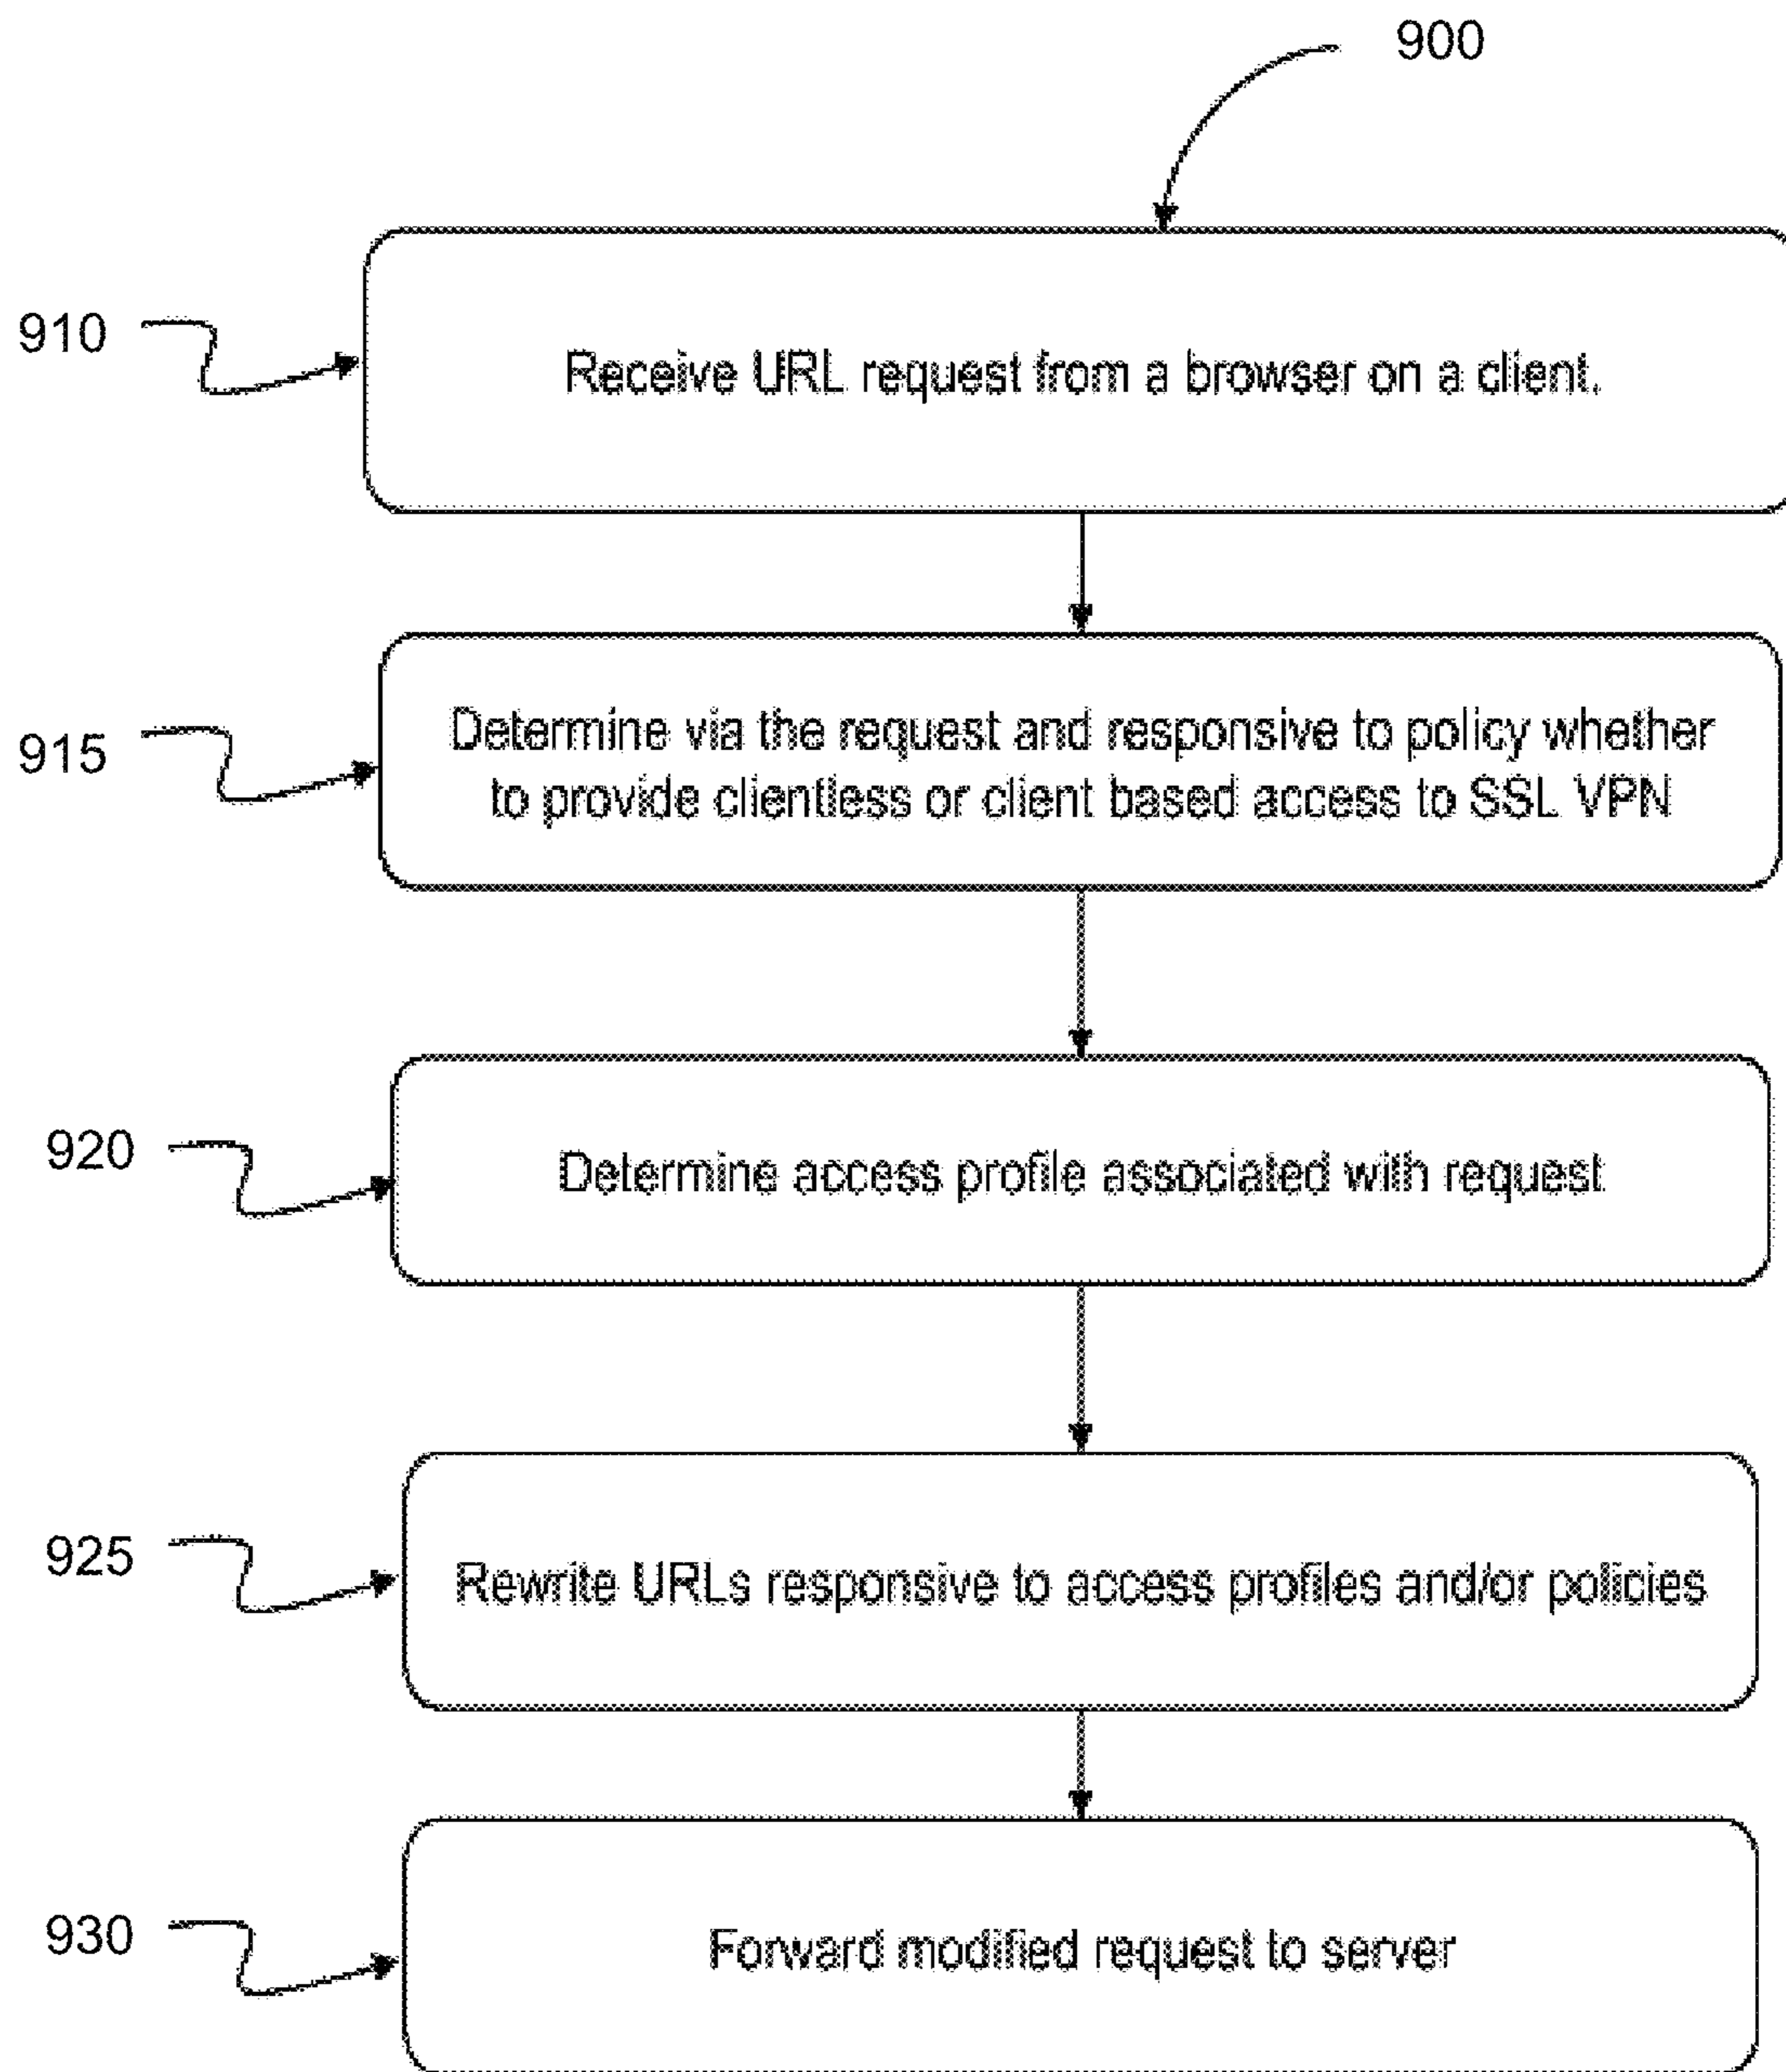 900
910
Receive URL request from a browser on a client.
915
Determine via the request and responsive to policy whether
to provide clientless or client based access to SSL VPN
920
Determine access profile associated with request
925
Rewrite URLs responsive to access profiles and/or policies
930
Forward modified request to server